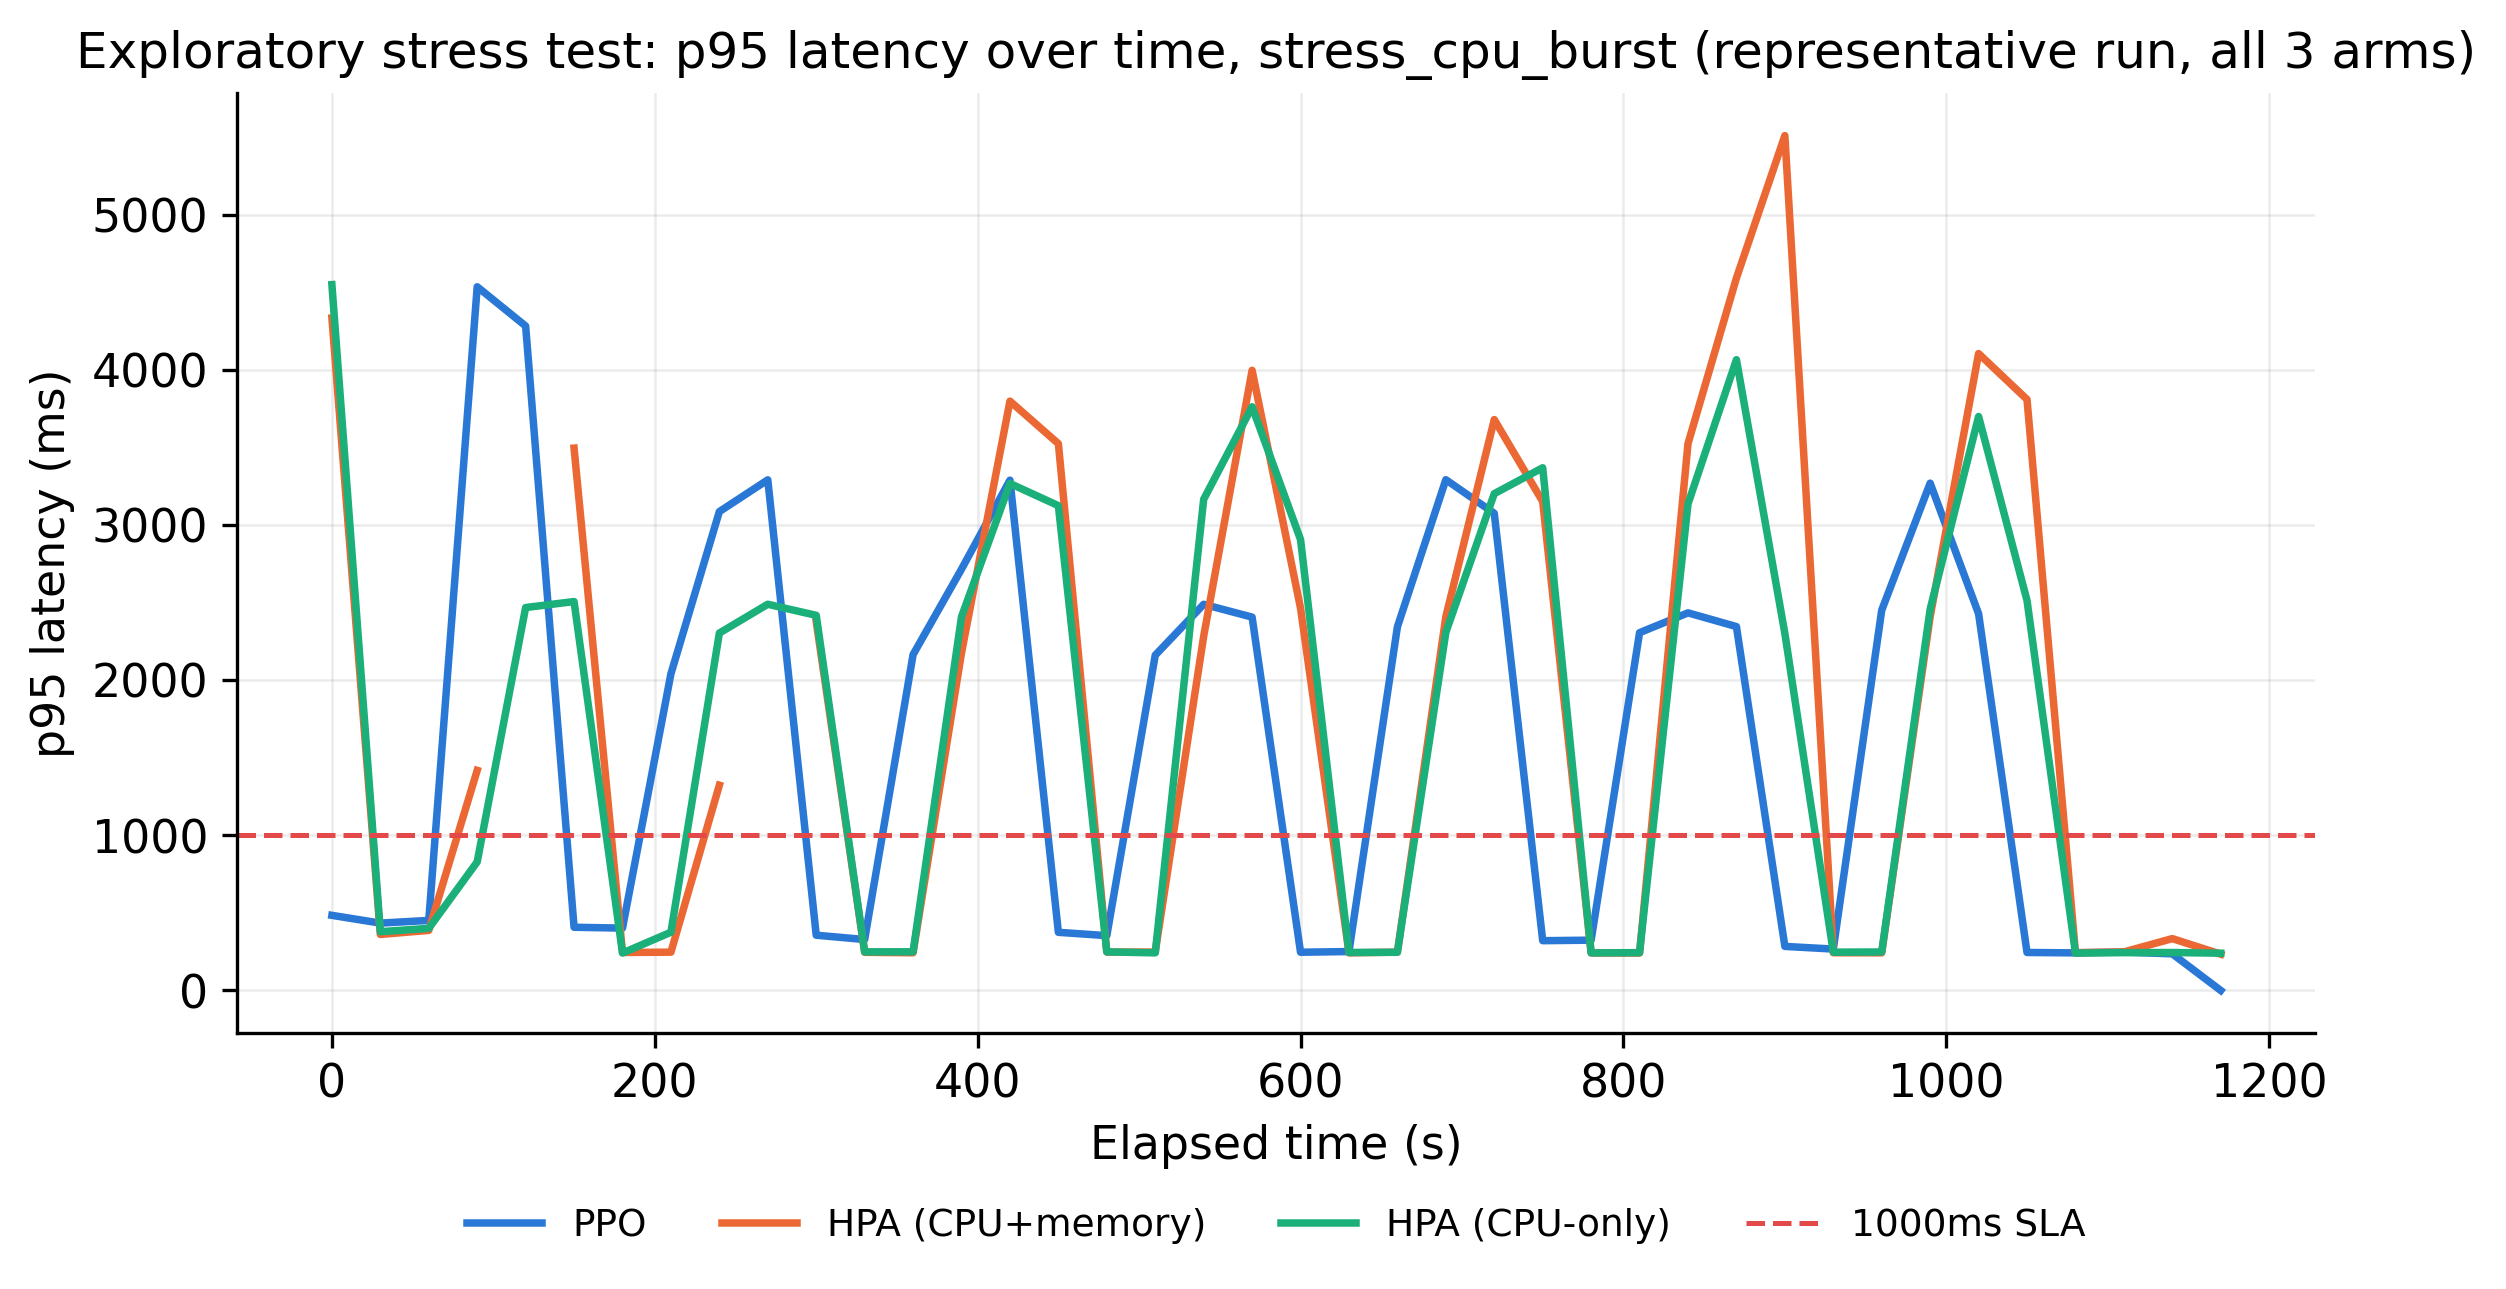 Exploratory stress test: p95 latency over time, stress_cpu_burst (representative run, all 3 arms)
p95 latency (ms)
5000
4000
3000
2000
1000
0
0 200 400 600 800 1000 1200
Elapsed time (s)
PPO HPA (CPU+memory) HPA (CPU-only) 1000ms SLA